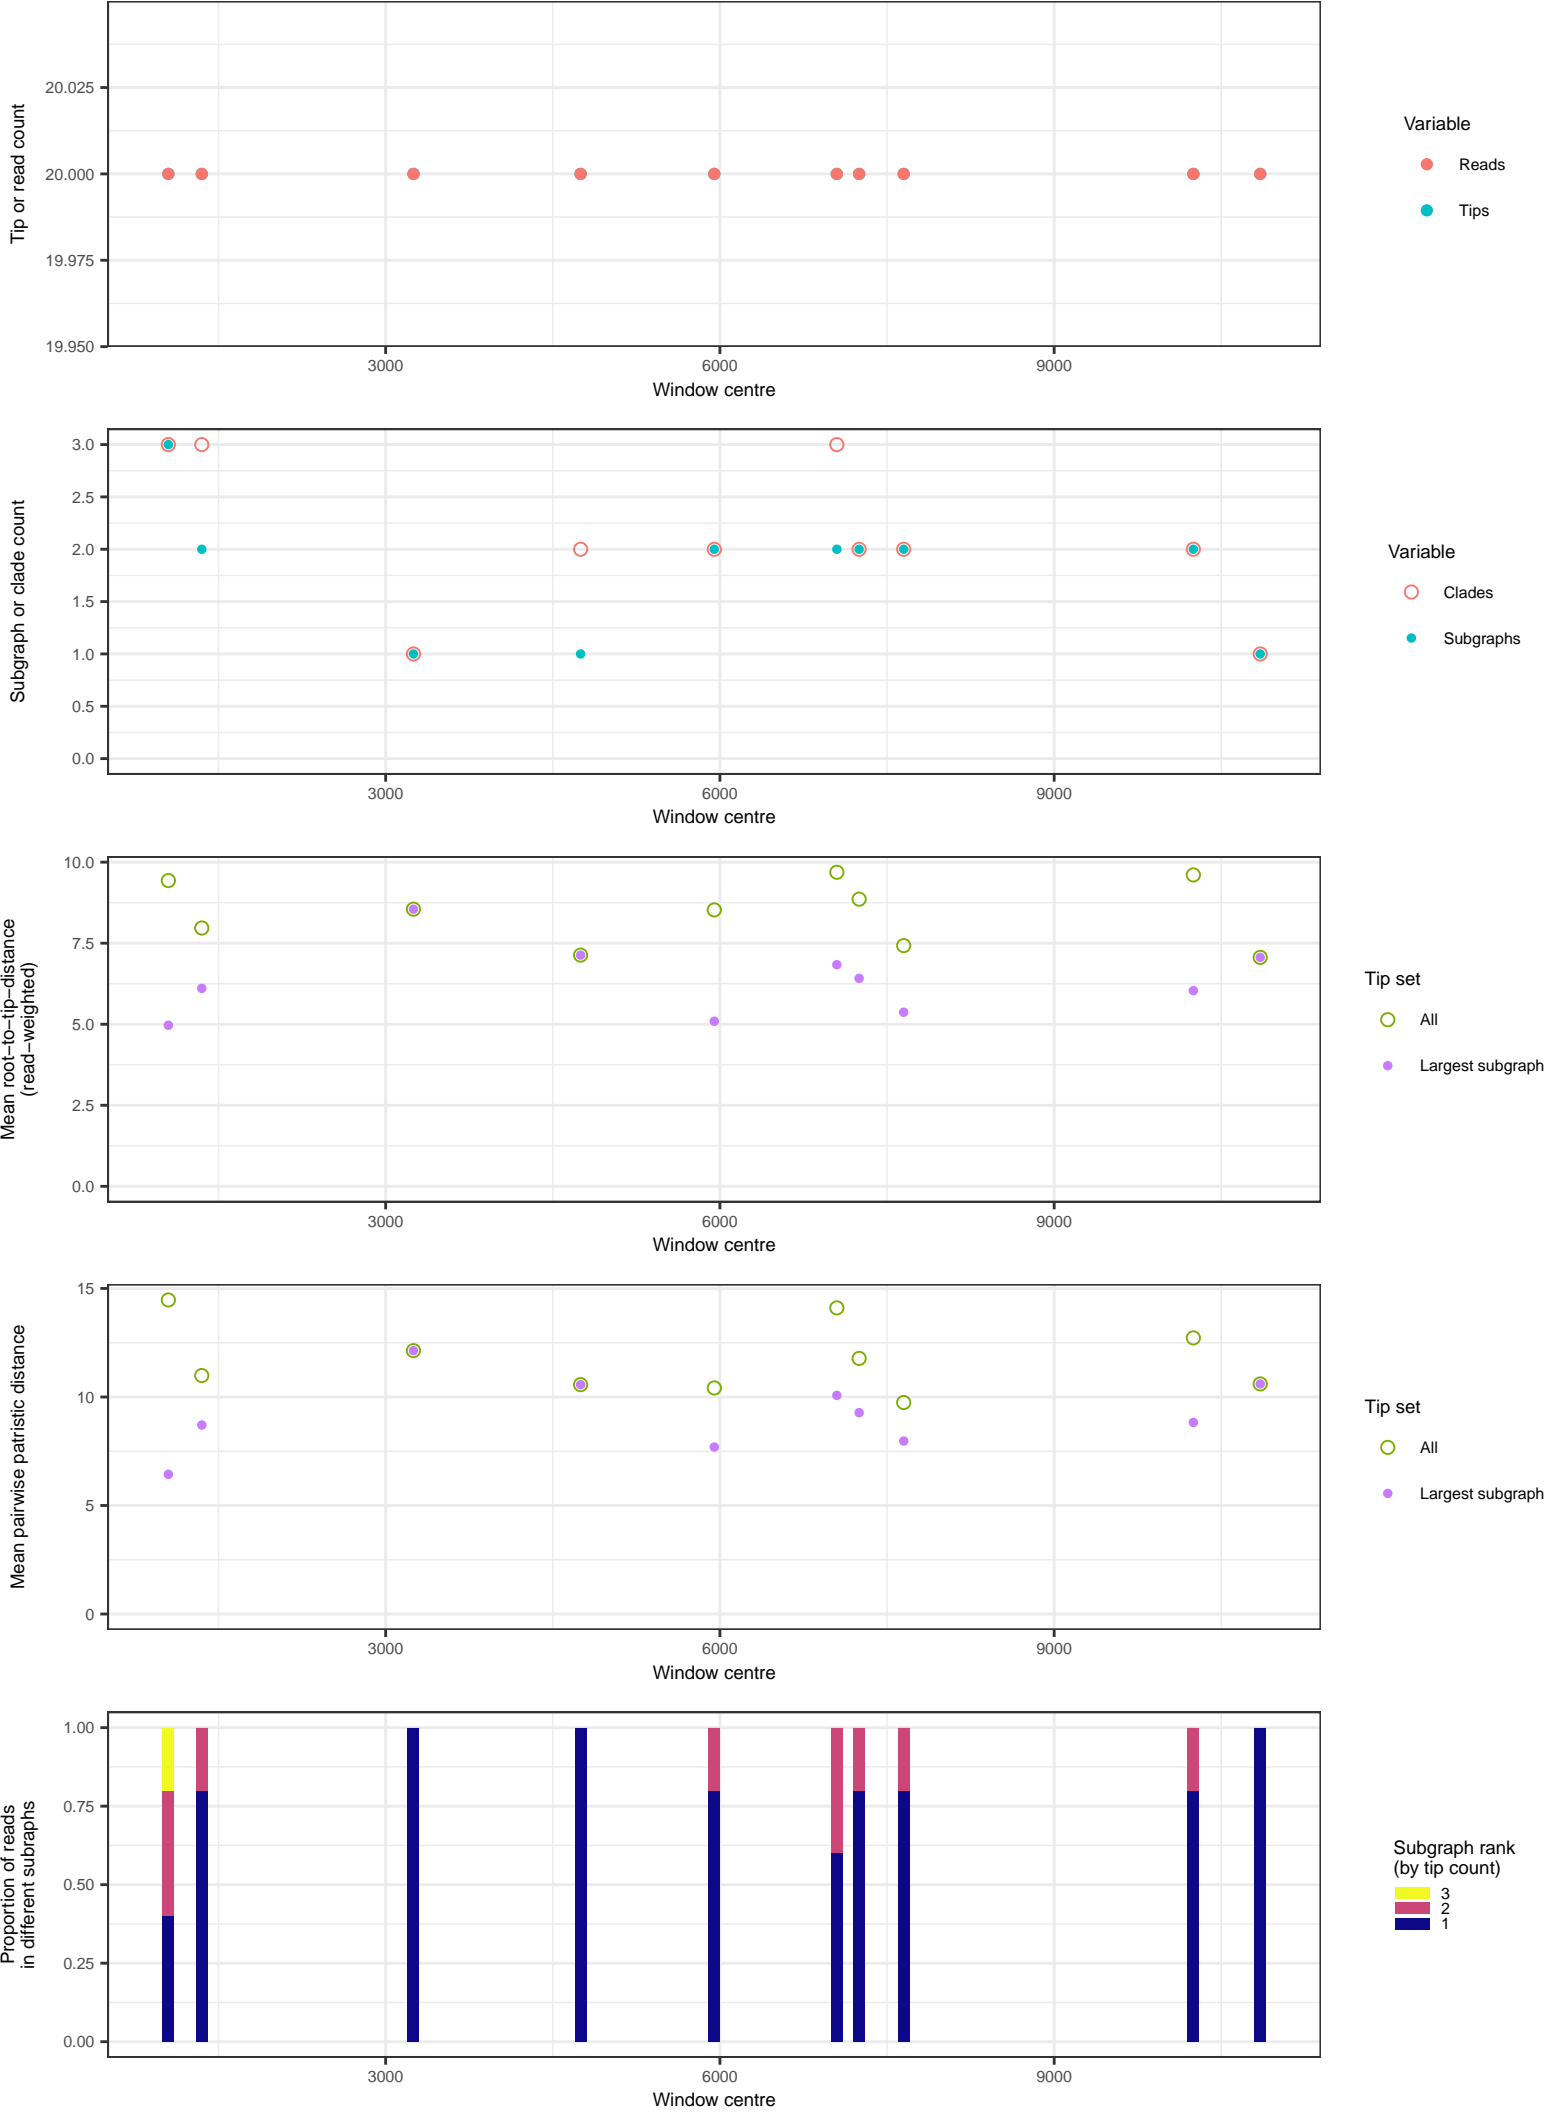 Tip or read count
20.025
20.000
19.975
19.950
3000
6000
9000
Window centre
Variable
Reads
Tips
Subgraph or clade count
3.0
2.5
2.0
1.5
1.0
0.5
0.0
3000
6000
9000
Window centre
Variable
Clades
Subgraphs
Mean root−to−tip−distance
(read−weighted)
10.0
7.5
5.0
2.5
0.0
3000
6000
9000
Window centre
Tip set
All
Largest subgraph
Mean pairwise patristic distance
15
10
5
0
3000
6000
9000
Window centre
Tip set
All
Largest subgraph
Proportion of reads
in different subraphs
1.00
0.75
0.50
0.25
0.00
3000
6000
9000
Window centre
Subgraph rank
(by tip count)
3
2
1